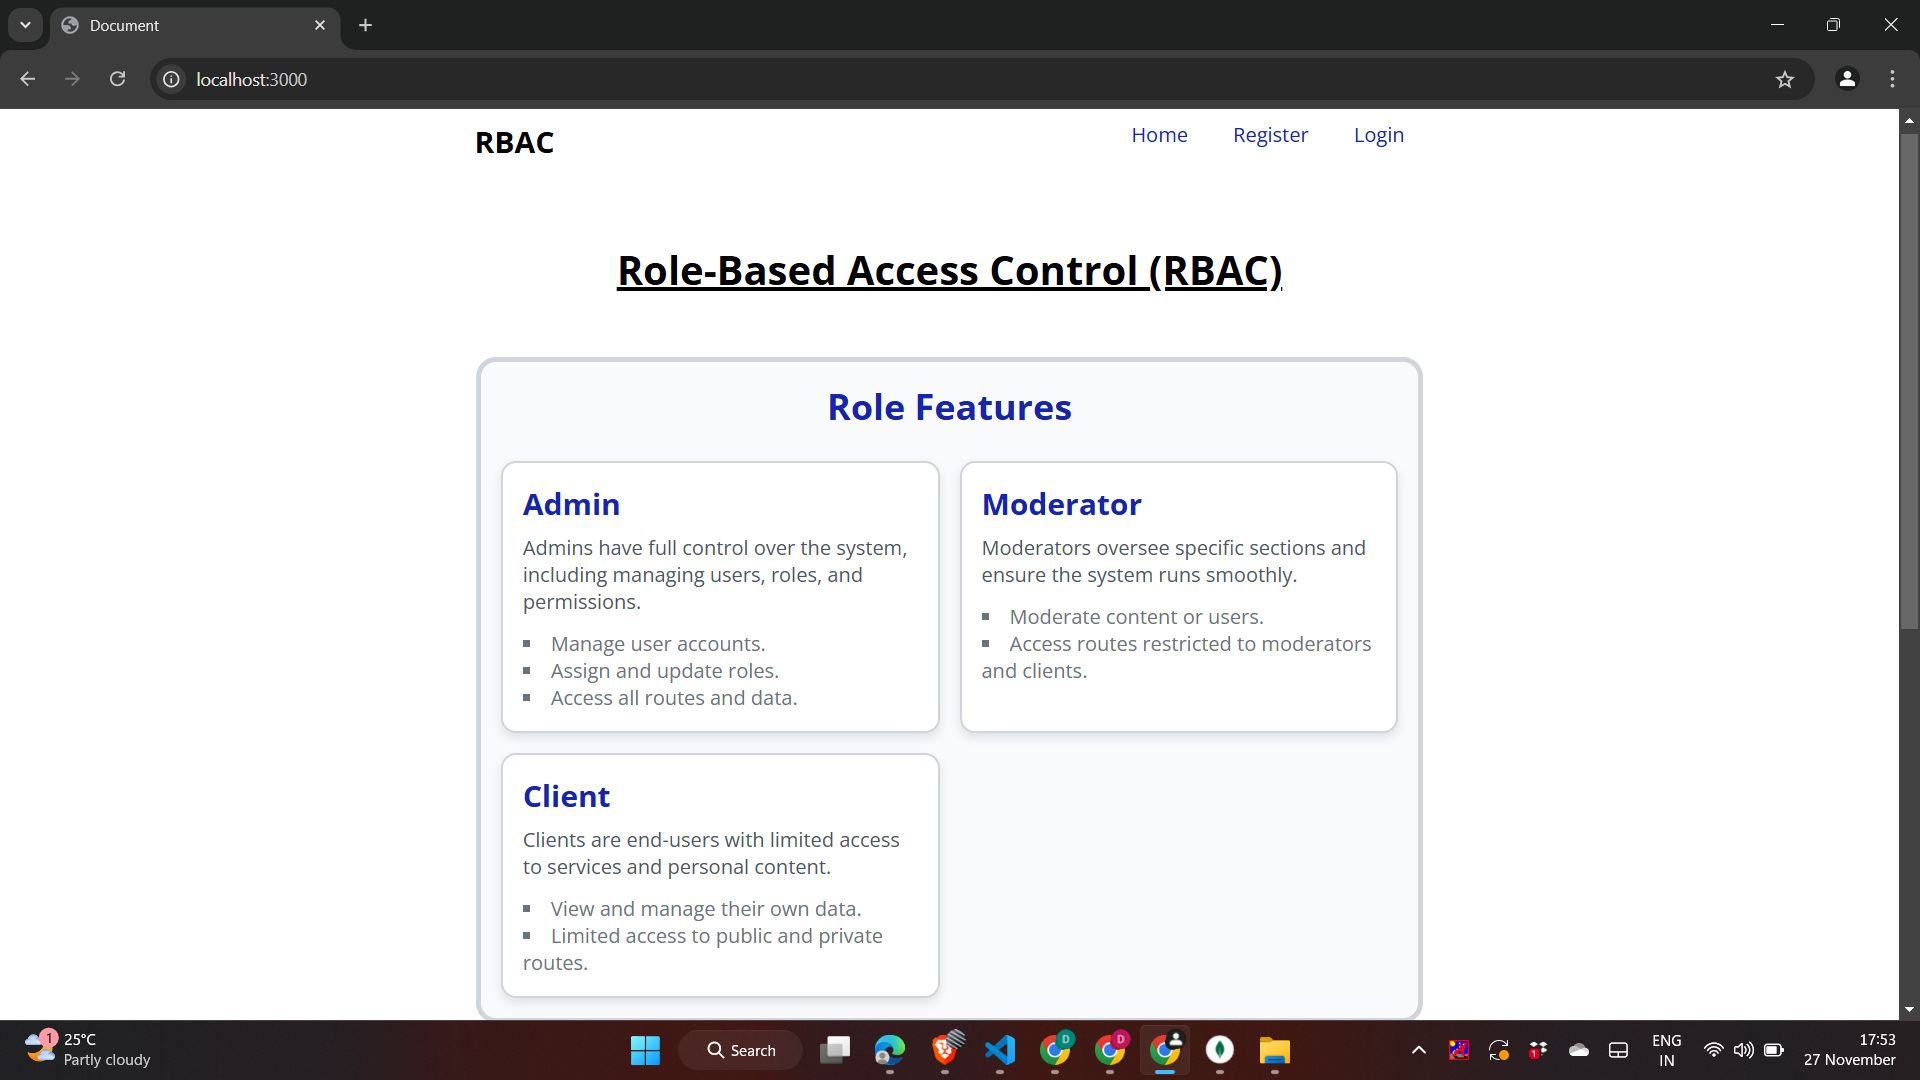 Document
localhost:3000
RBAC
Home Register Login
Role-Based Access Control (RBAC)
Role Features
Admin
Admins have full control over the system,
including managing users, roles, and
permissions.
Manage user accounts.
Assign and update roles.
Access all routes and data.
Moderator
Moderators oversee specific sections and
ensure the system runs smoothly.
Moderate content or users.
Access routes restricted to moderators
and clients.
Client
Clients are end-users with limited access
to services and personal content.
View and manage their own data.
Limited access to public and private
routes.
1
25°C
Partly cloudy
Search
D
D
1
ENG
IN
17:53
27 November